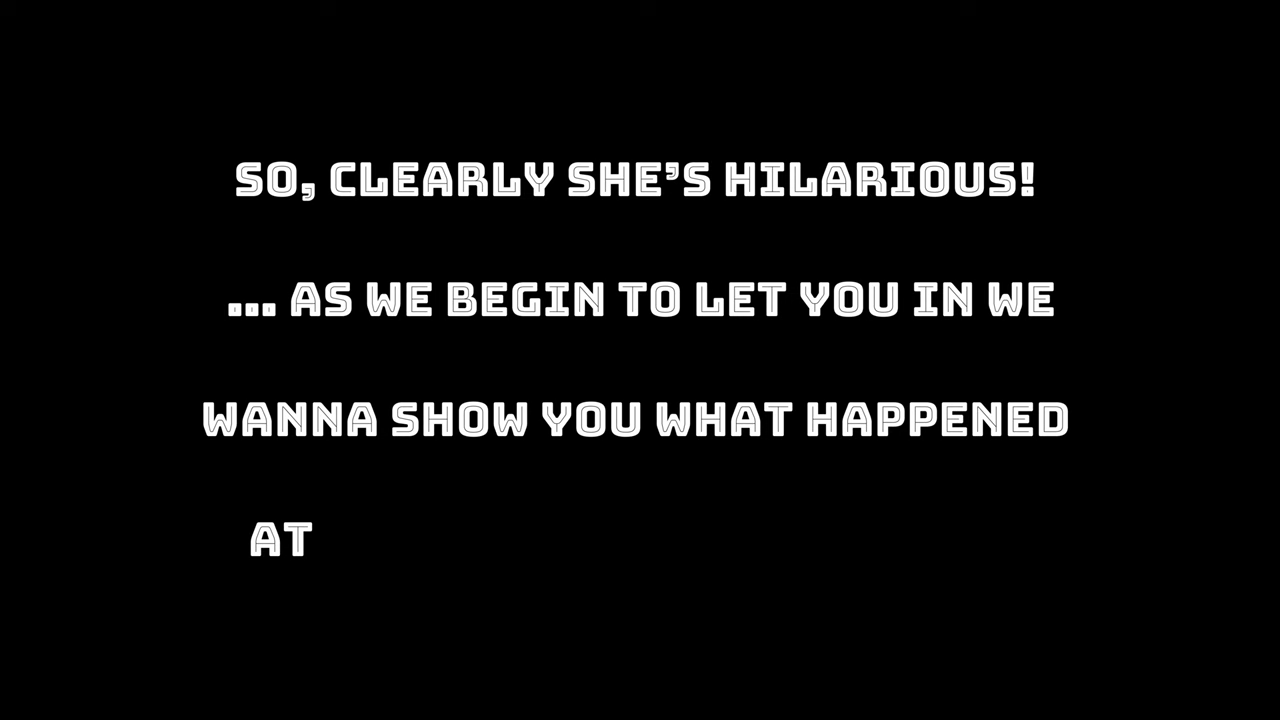 SO, CLEARLY SHE’S HILARIOUS!
... AS WE BEGIN TO LET YOU IN WE
WANNA SHOW YOU WHAT HAPPENED
AT